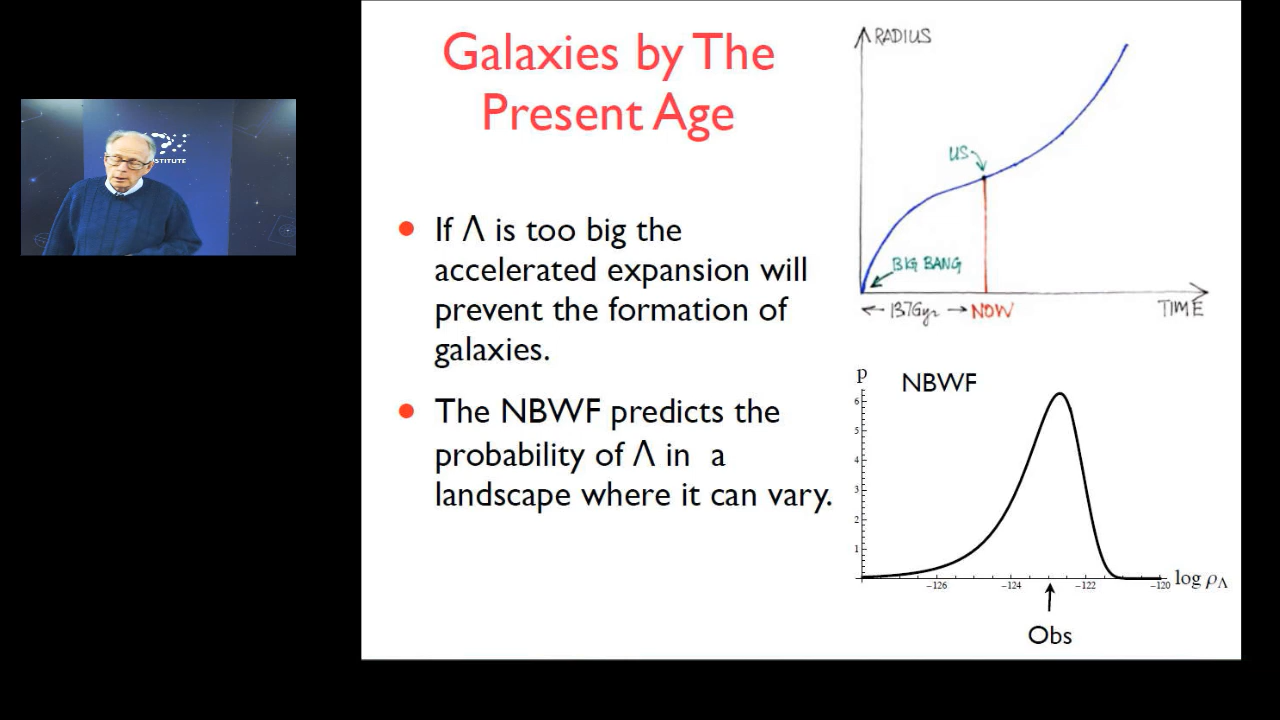 Galaxies by The
Present Age
If Λ is too big the
accelerated expansion will
prevent the formation of
galaxies.
The NBWF predicts the
probability of Λ in a
landscape where it can vary.
RADIUS
US
BIG BANG
← 13.7Gyr → NOW
TIME
p
NBWF
6
5
4
3
2
1
-126
-124
-122
-120
log ρΛ
Obs
STITUTE